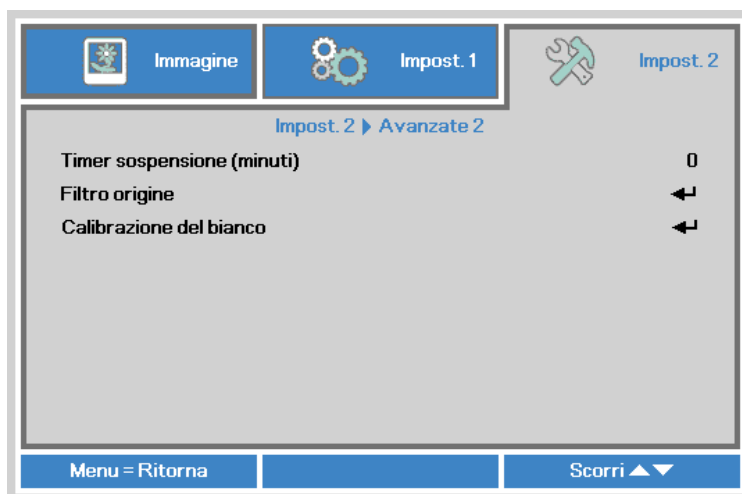 Immagine Impost. 1 Impost. 2
Impost. 2 ▶ Avanzate 2
Timer sospensione (minuti) 0
Filtro origine
Calibrazione del bianco
Menu = Ritorna Scorri ▲▼